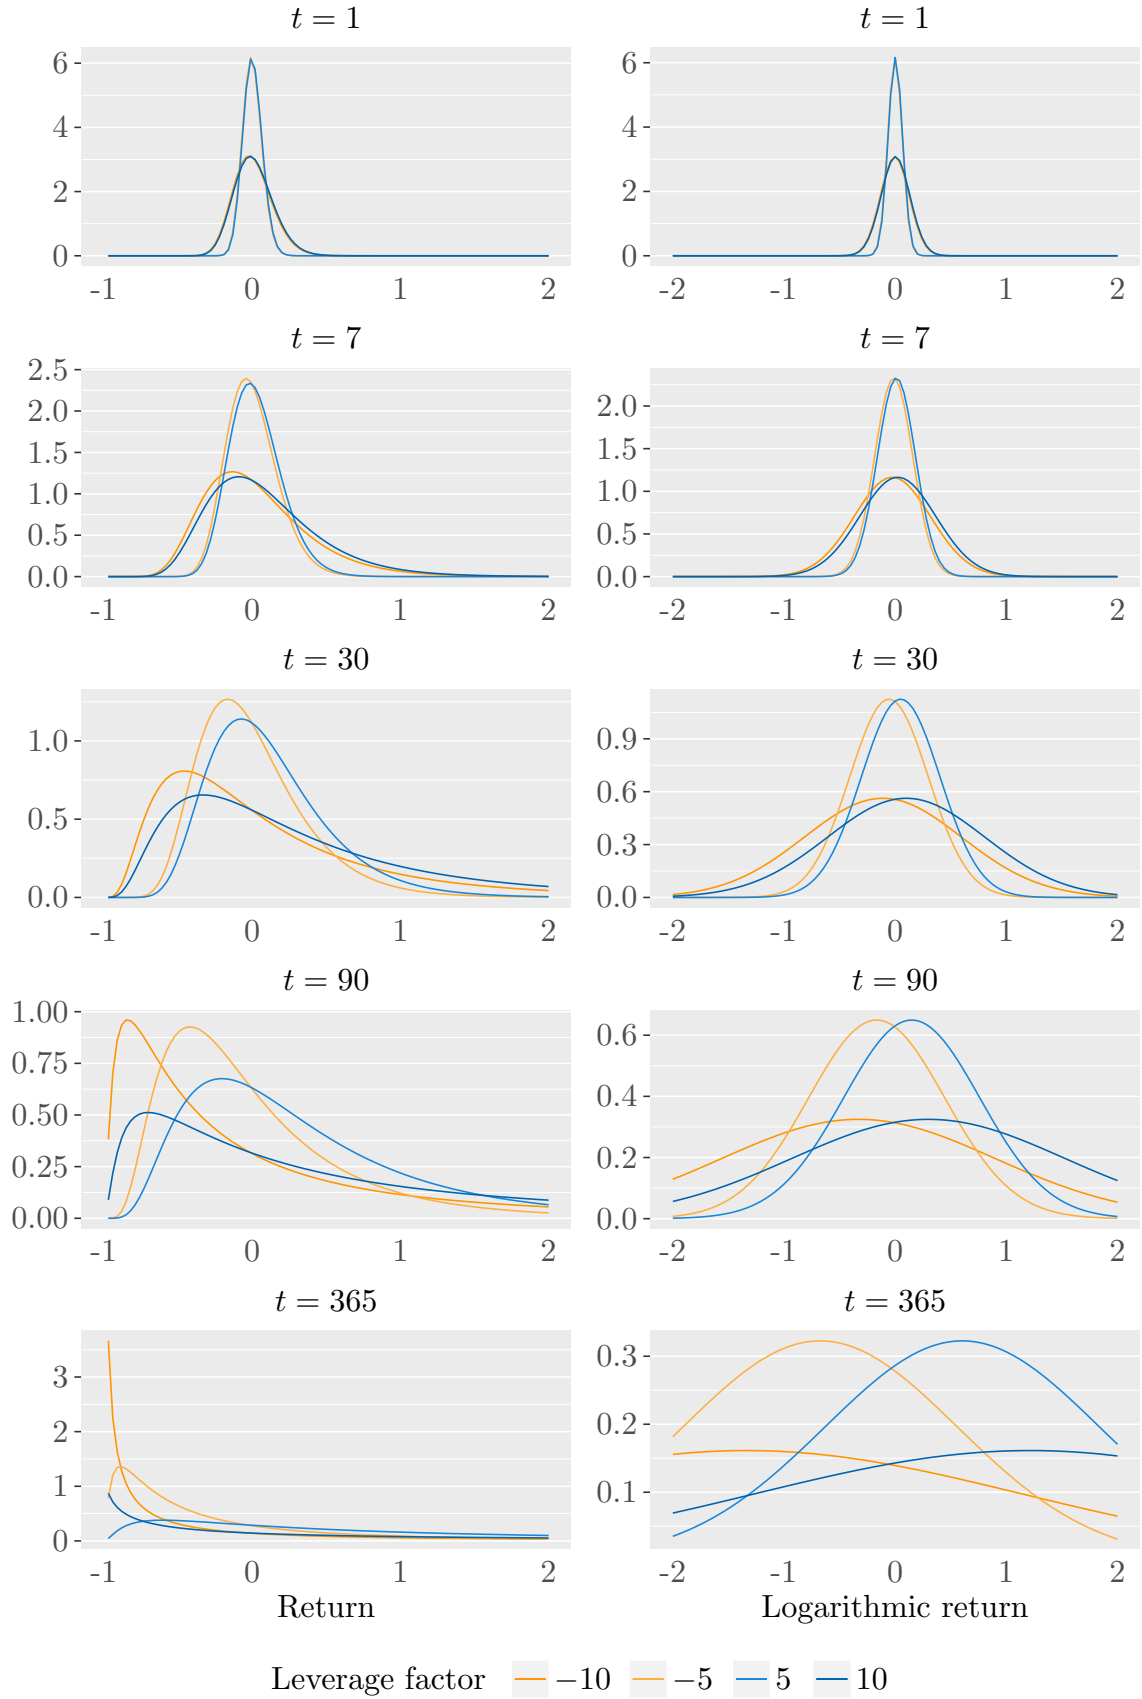 t = 1
6
4
2
0
-1 0 1 2
t = 1
6
4
2
0
-2 -1 0 1 2
t = 7
2.5
2.0
1.5
1.0
0.5
0.0
-1 0 1 2
t = 7
2.0
1.5
1.0
0.5
0.0
-2 -1 0 1 2
t = 30
1.0
0.5
0.0
-1 0 1 2
t = 30
0.9
0.6
0.3
0.0
-2 -1 0 1 2
t = 90
1.00
0.75
0.50
0.25
0.00
-1 0 1 2
t = 90
0.6
0.4
0.2
0.0
-2 -1 0 1 2
t = 365
3
2
1
0
-1 0 1 2
Return
t = 365
0.3
0.2
0.1
-2 -1 0 1 2
Logarithmic return
Leverage factor −10 −5 5 10